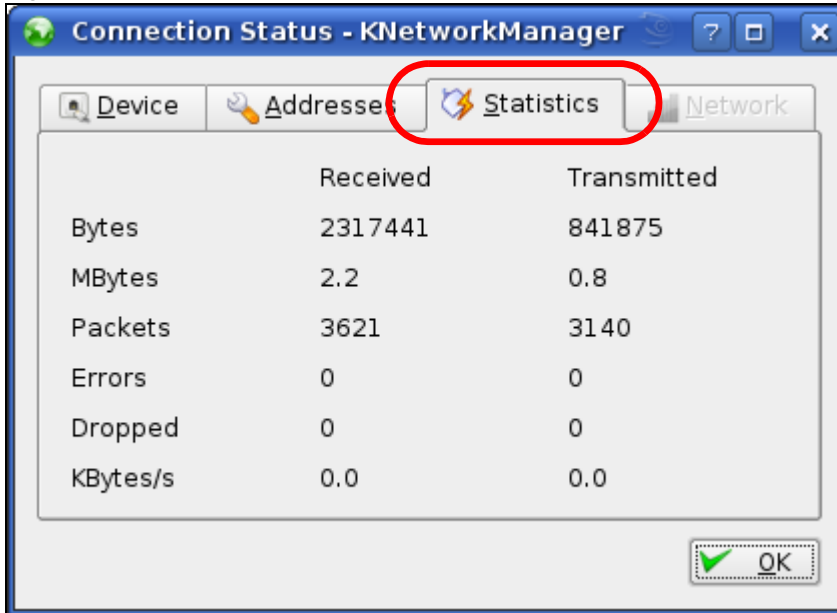 Connection Status - KNetworkManager
Device Addresses Statistics Network
Received Transmitted
Bytes 2317441 841875
MBytes 2.2 0.8
Packets 3621 3140
Errors 0 0
Dropped 0 0
KBytes/s 0.0 0.0
OK